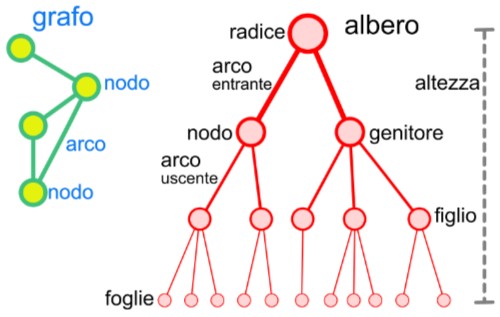 grafo
nodo
arco
nodo
albero
radice
arco
entrante
altezza
nodo
genitore
arco
uscente
figlio
foglie